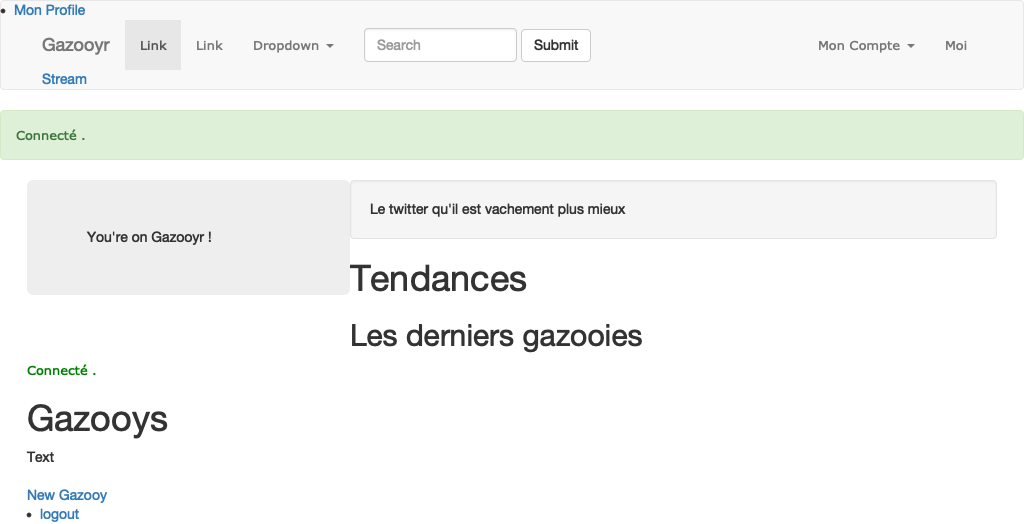 Mon Profile
Gazooyr Link Link Dropdown Search Submit Mon Compte Moi
Stream
Connecté .
You're on Gazooyr !
Le twitter qu'il est vachement plus mieux
Tendances
Les derniers gazooies
Connecté .
Gazooys
Text
New Gazooy
logout